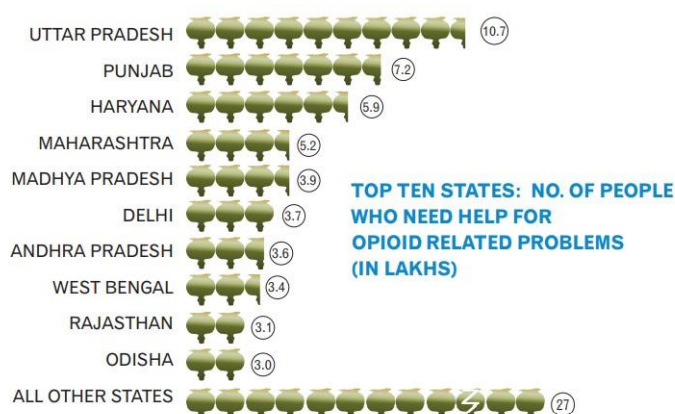 UTTAR PRADESH 10.7
PUNJAB 7.2
HARYANA 5.9
MAHARASHTRA 5.2
MADHYA PRADESH 3.9
DELHI 3.7
ANDHRA PRADESH 3.6
WEST BENGAL 3.4
RAJASTHAN 3.1
ODISHA 3.0
ALL OTHER STATES 27
TOP TEN STATES: NO. OF PEOPLE
WHO NEED HELP FOR
OPIOID RELATED PROBLEMS
(IN LAKHS)